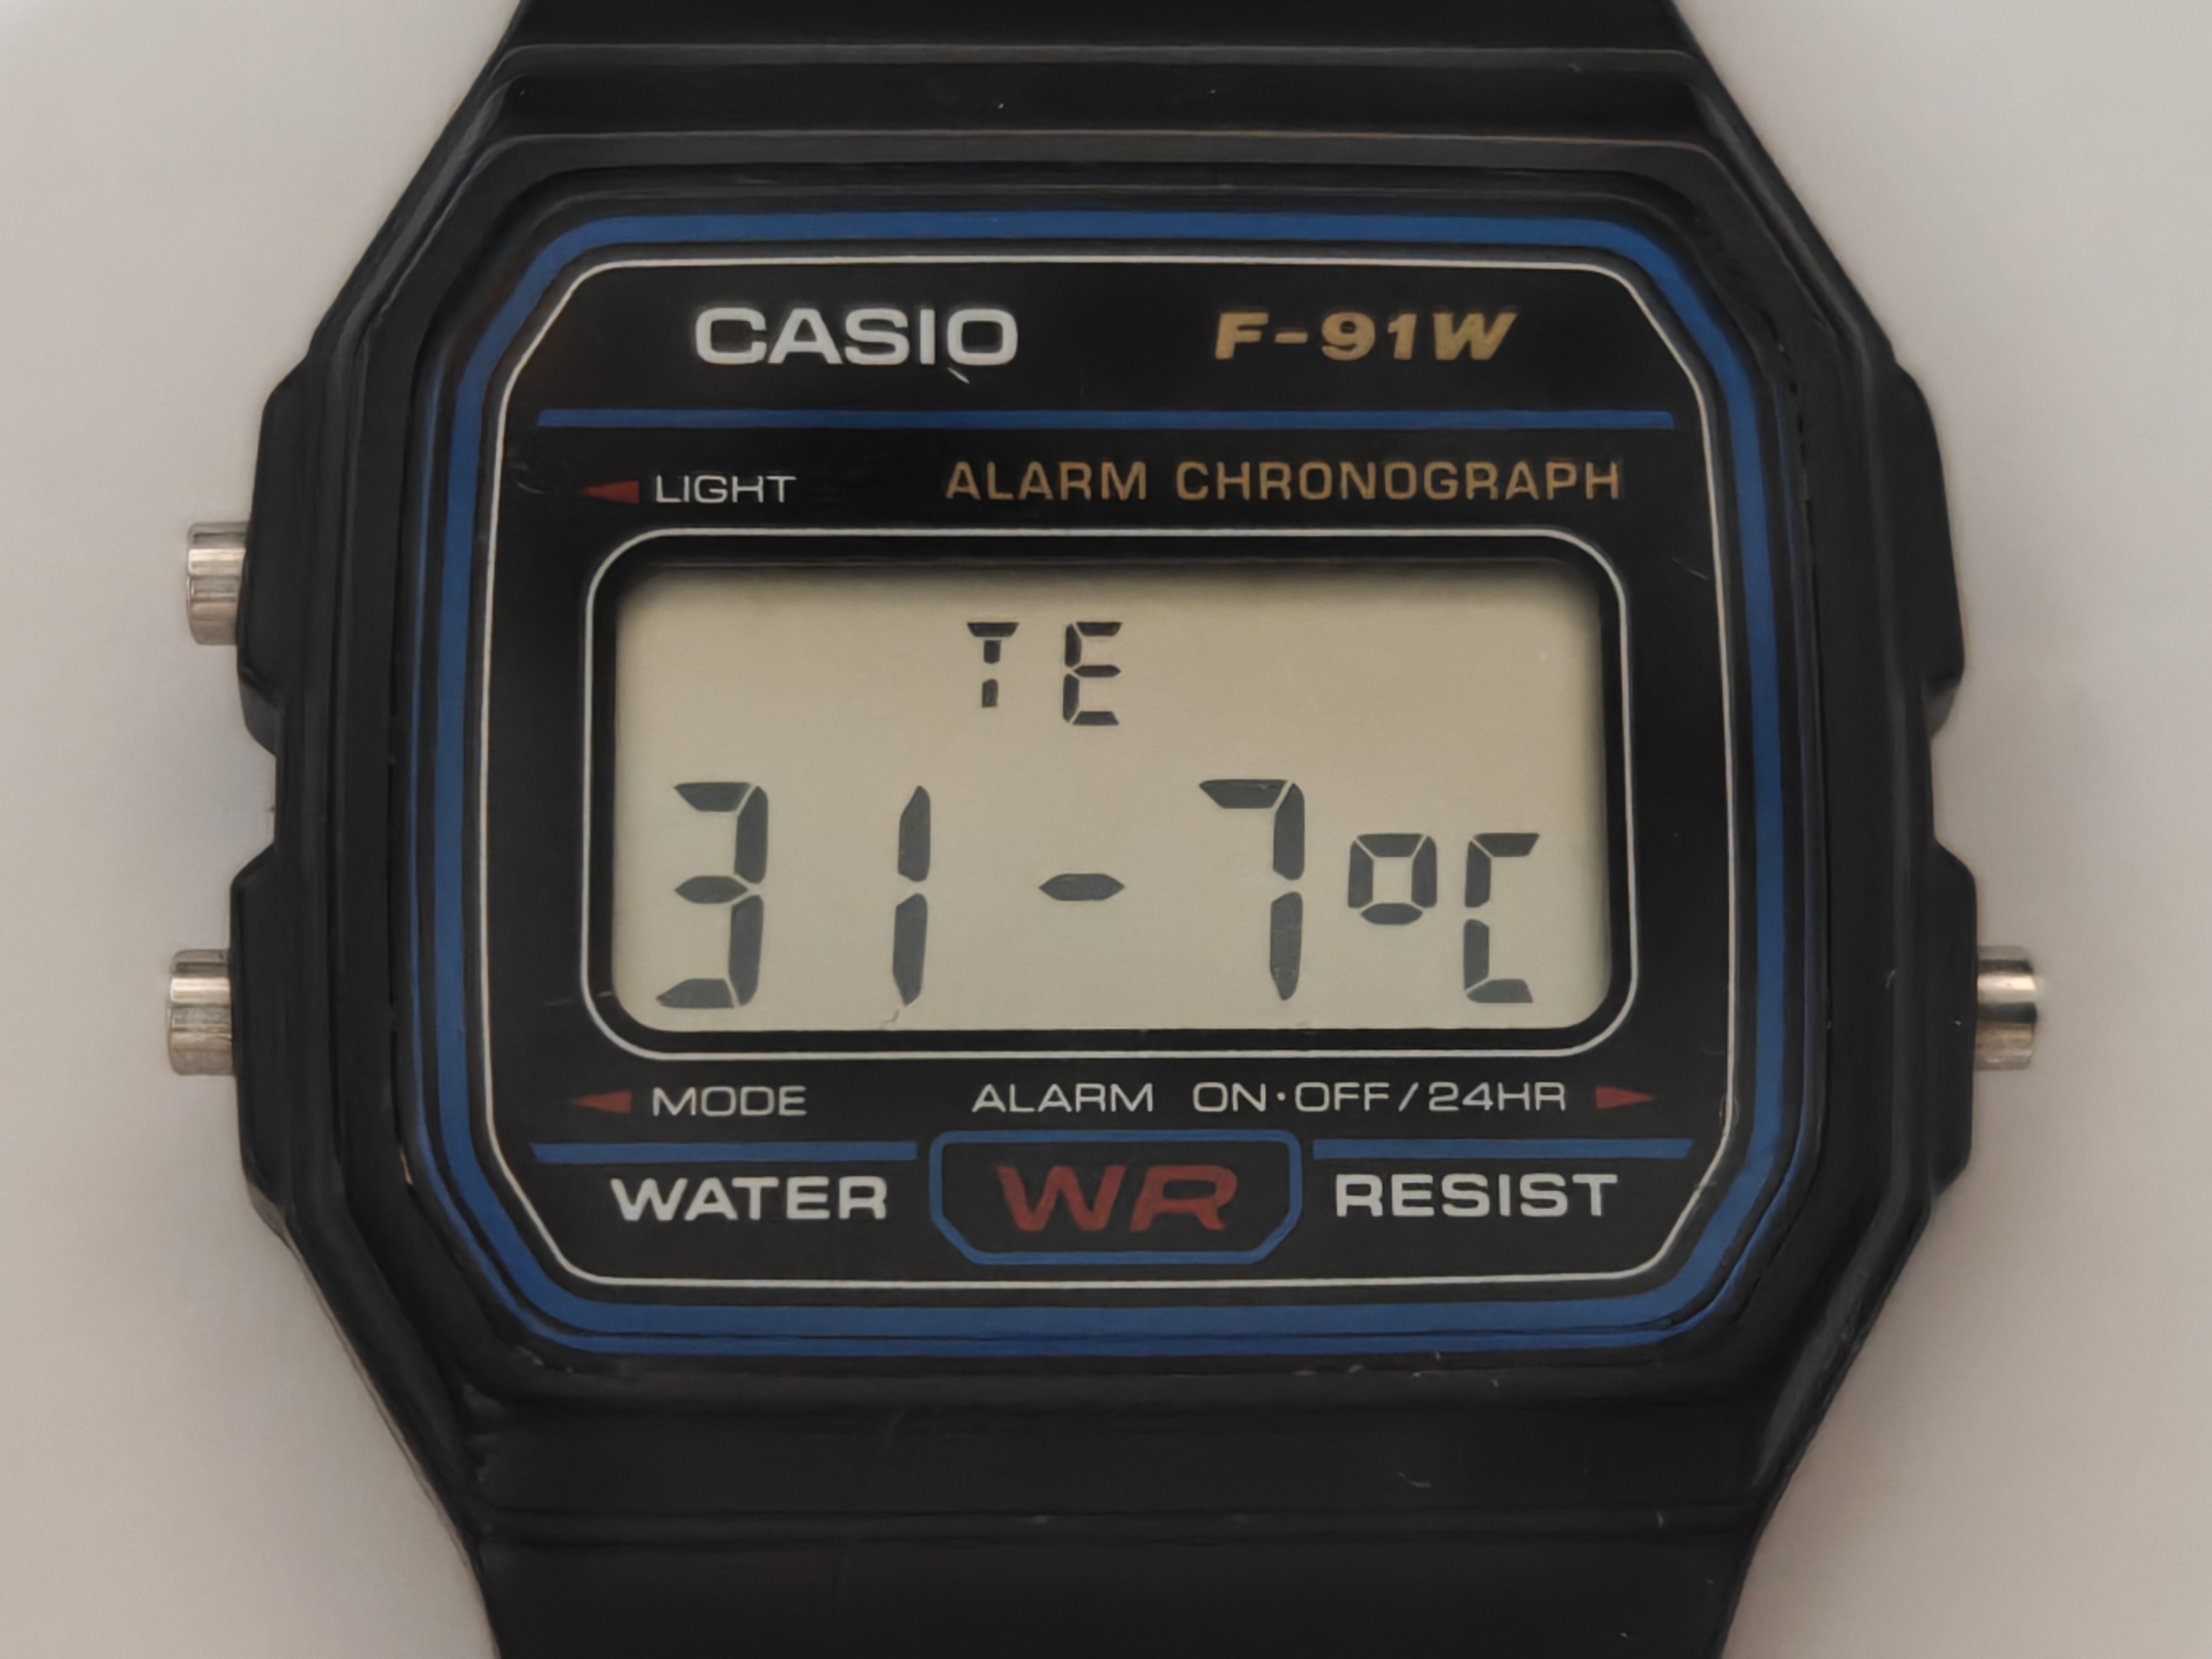 CASIO F-91W
LIGHT ALARM CHRONOGRAPH
TE
31-7°C
MODE ALARM ON·OFF/24HR
WATER WR RESIST